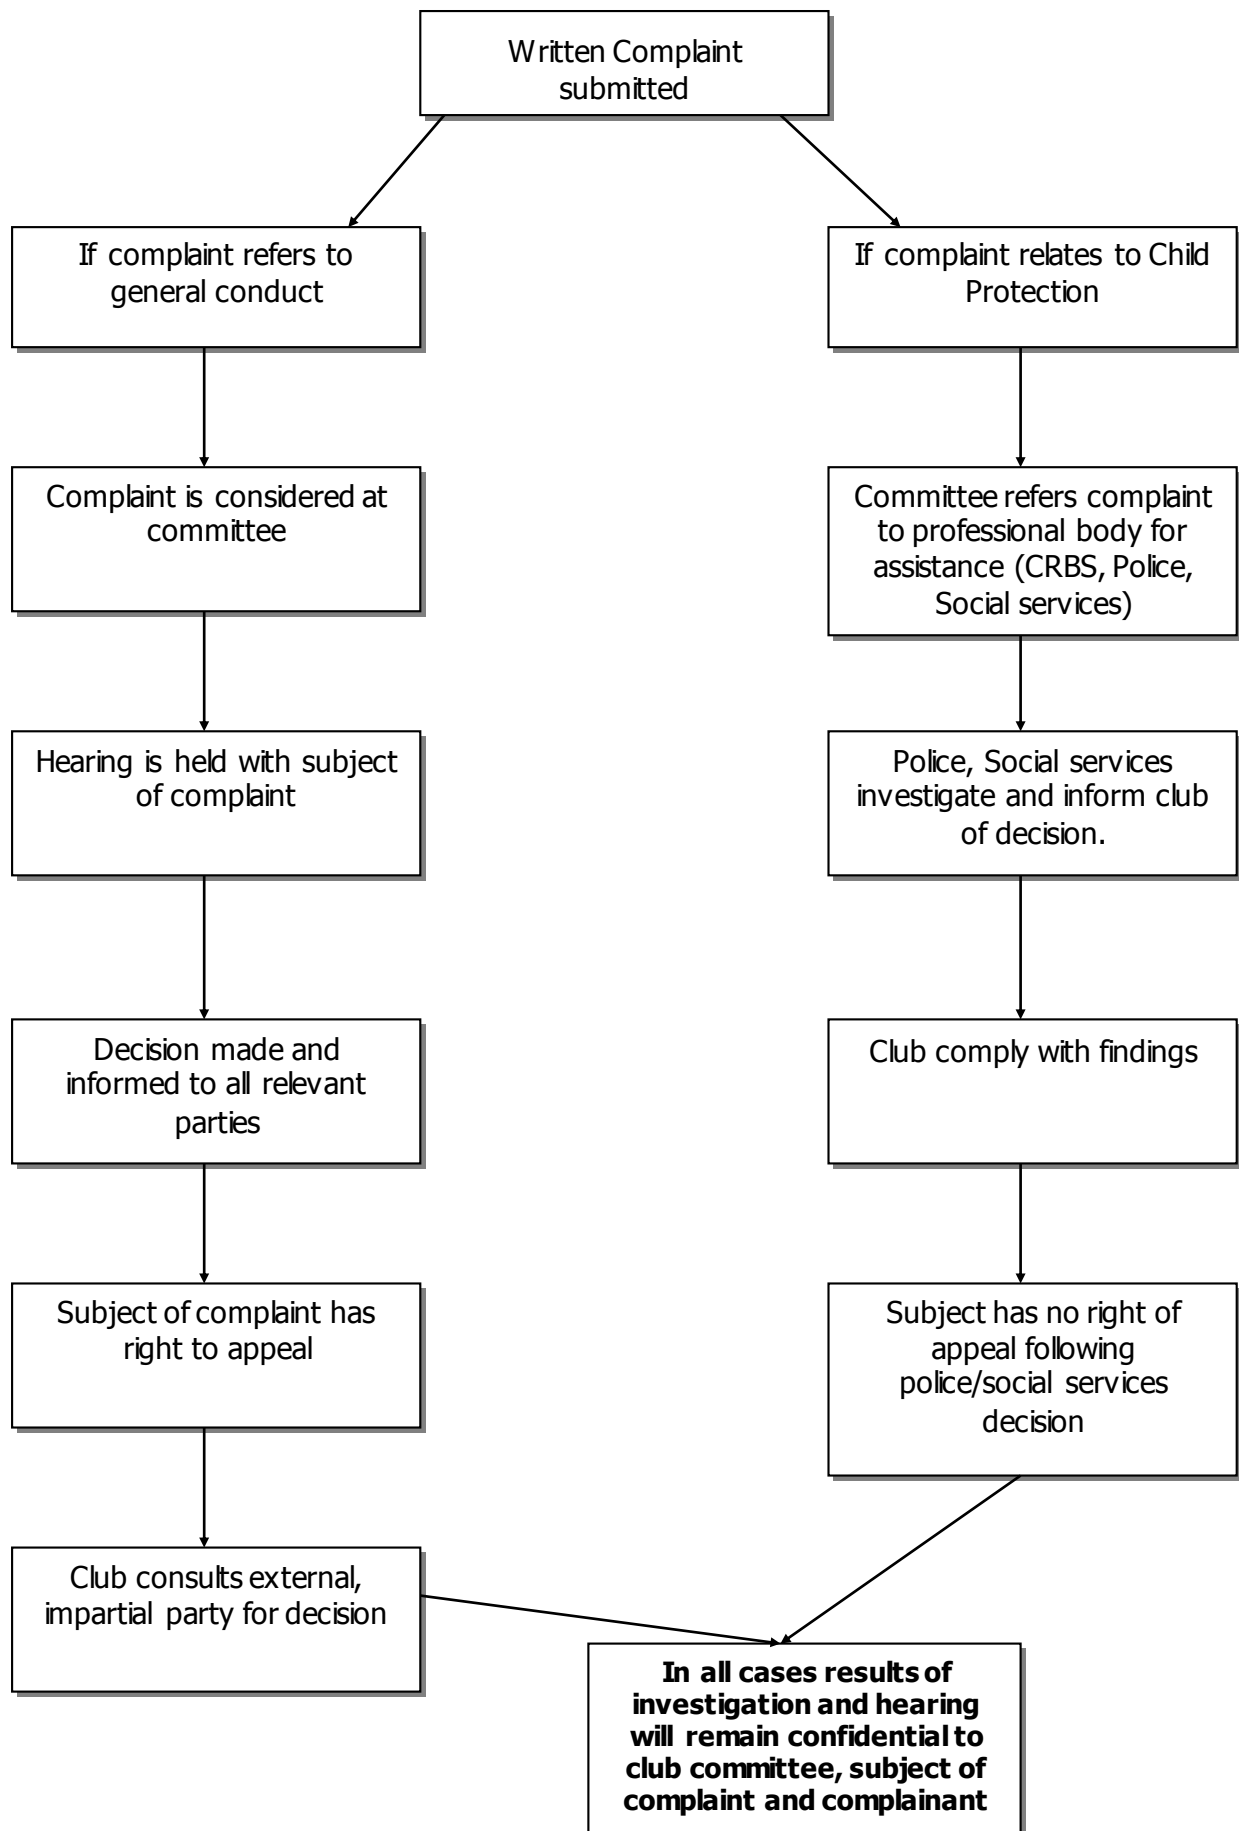 Written Complaint
submitted
If complaint refers to
general conduct
If complaint relates to Child
Protection
Complaint is considered at
committee
Committee refers complaint
to professional body for
assistance (CRBS, Police,
Social services)
Hearing is held with subject
of complaint
Police, Social services
investigate and inform club
of decision.
Decision made and
informed to all relevant
parties
Club comply with findings
Subject of complaint has
right to appeal
Subject has no right of
appeal following
police/social services
decision
Club consults external,
impartial party for decision
In all cases results of
investigation and hearing
will remain confidential to
club committee, subject of
complaint and complainant